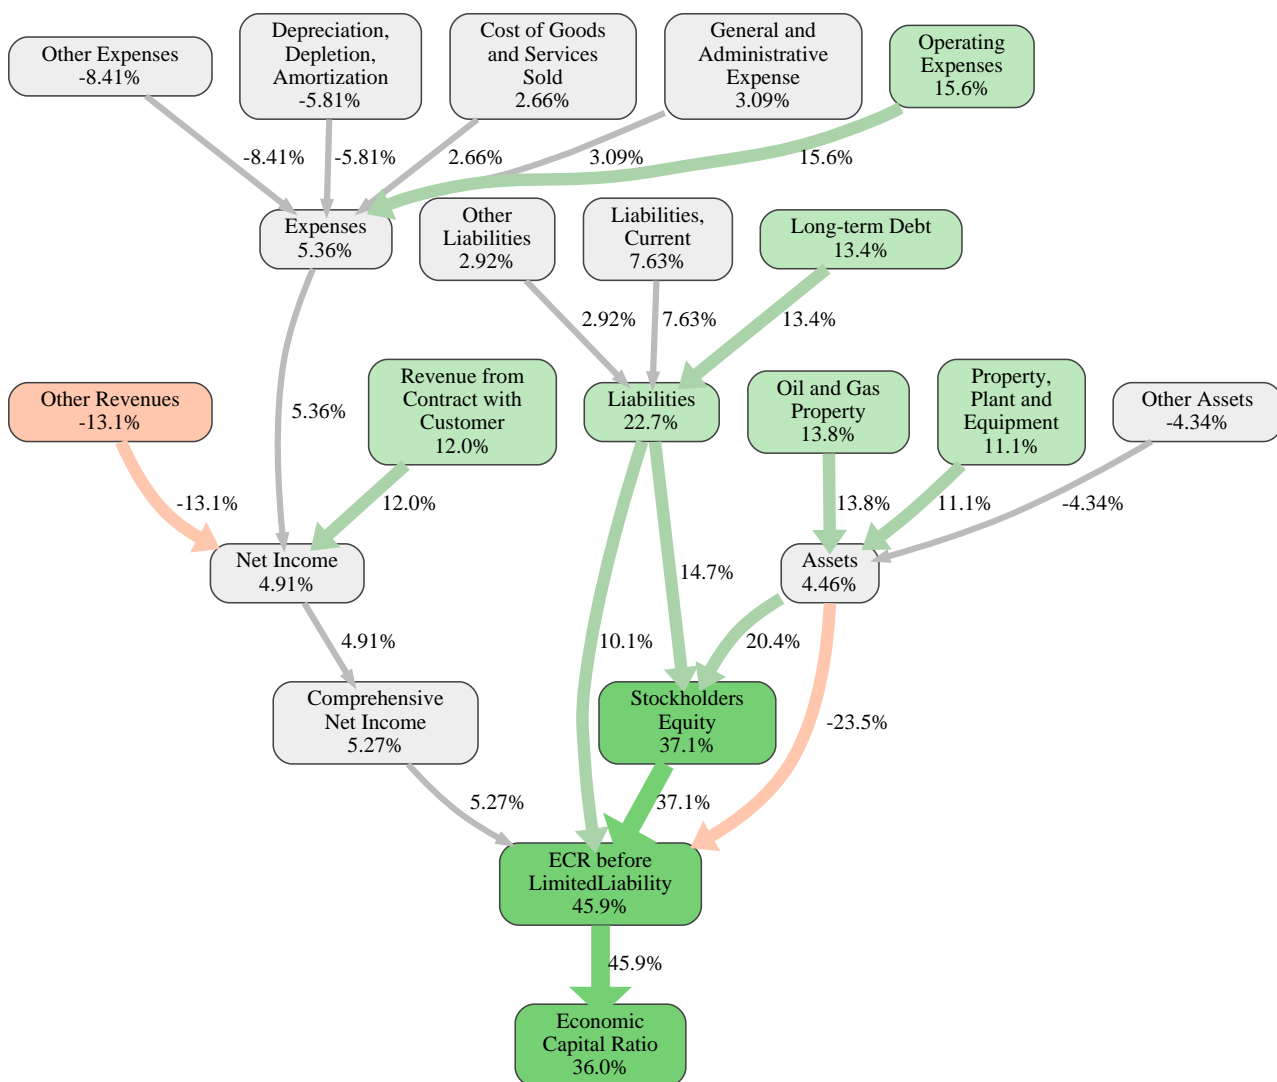 Other Expenses
-8.41%
Depreciation,
Depletion,
Amortization
-5.81%
Cost of Goods
and Services
Sold
2.66%
General and
Administrative
Expense
3.09%
Operating
Expenses
15.6%
-8.41%
-5.81%
2.66%
3.09%
15.6%
Expenses
5.36%
Other
Liabilities
2.92%
Liabilities,
Current
7.63%
Long-term Debt
13.4%
2.92%
7.63%
13.4%
Other Revenues
-13.1%
5.36%
Revenue from
Contract with
Customer
12.0%
Liabilities
22.7%
Oil and Gas
Property
13.8%
Property,
Plant and
Equipment
11.1%
Other Assets
-4.34%
-13.1%
12.0%
13.8%
11.1%
-4.34%
Net Income
4.91%
14.7%
Assets
4.46%
4.91%
10.1%
20.4%
Comprehensive
Net Income
5.27%
Stockholders
Equity
37.1%
-23.5%
5.27%
37.1%
ECR before
LimitedLiability
45.9%
45.9%
Economic
Capital Ratio
36.0%